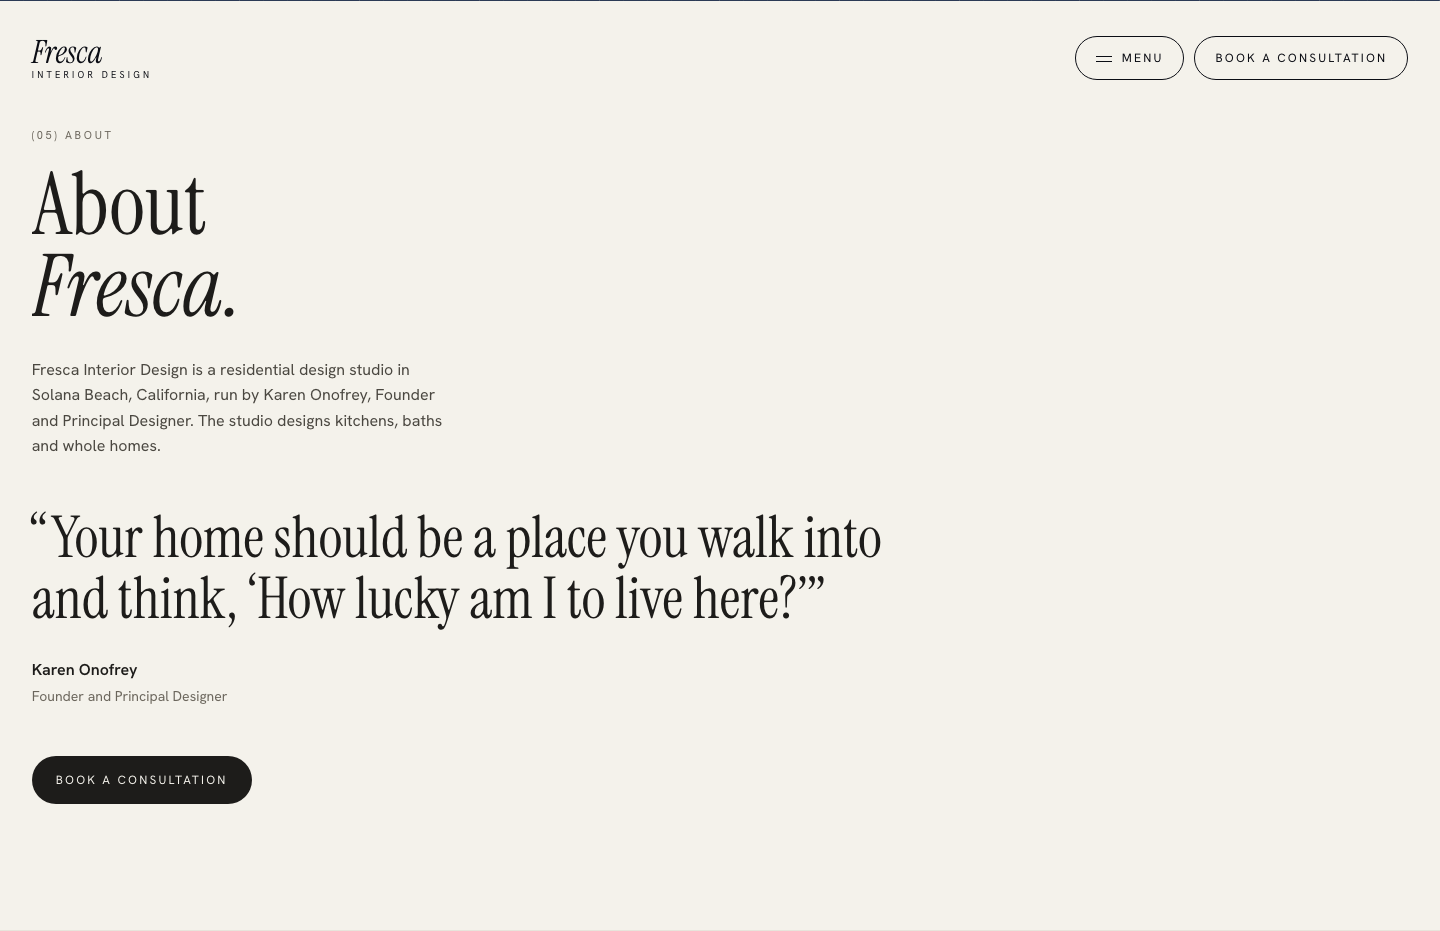 Fresca
INTERIOR DESIGN
MENU
BOOK A CONSULTATION
(05) ABOUT
About
Fresca.
Fresca Interior Design is a residential design studio in
Solana Beach, California, run by Karen Onofrey, Founder
and Principal Designer. The studio designs kitchens, baths
and whole homes.
“Your home should be a place you walk into
and think, ‘How lucky am I to live here?’”
Karen Onofrey
Founder and Principal Designer
BOOK A CONSULTATION